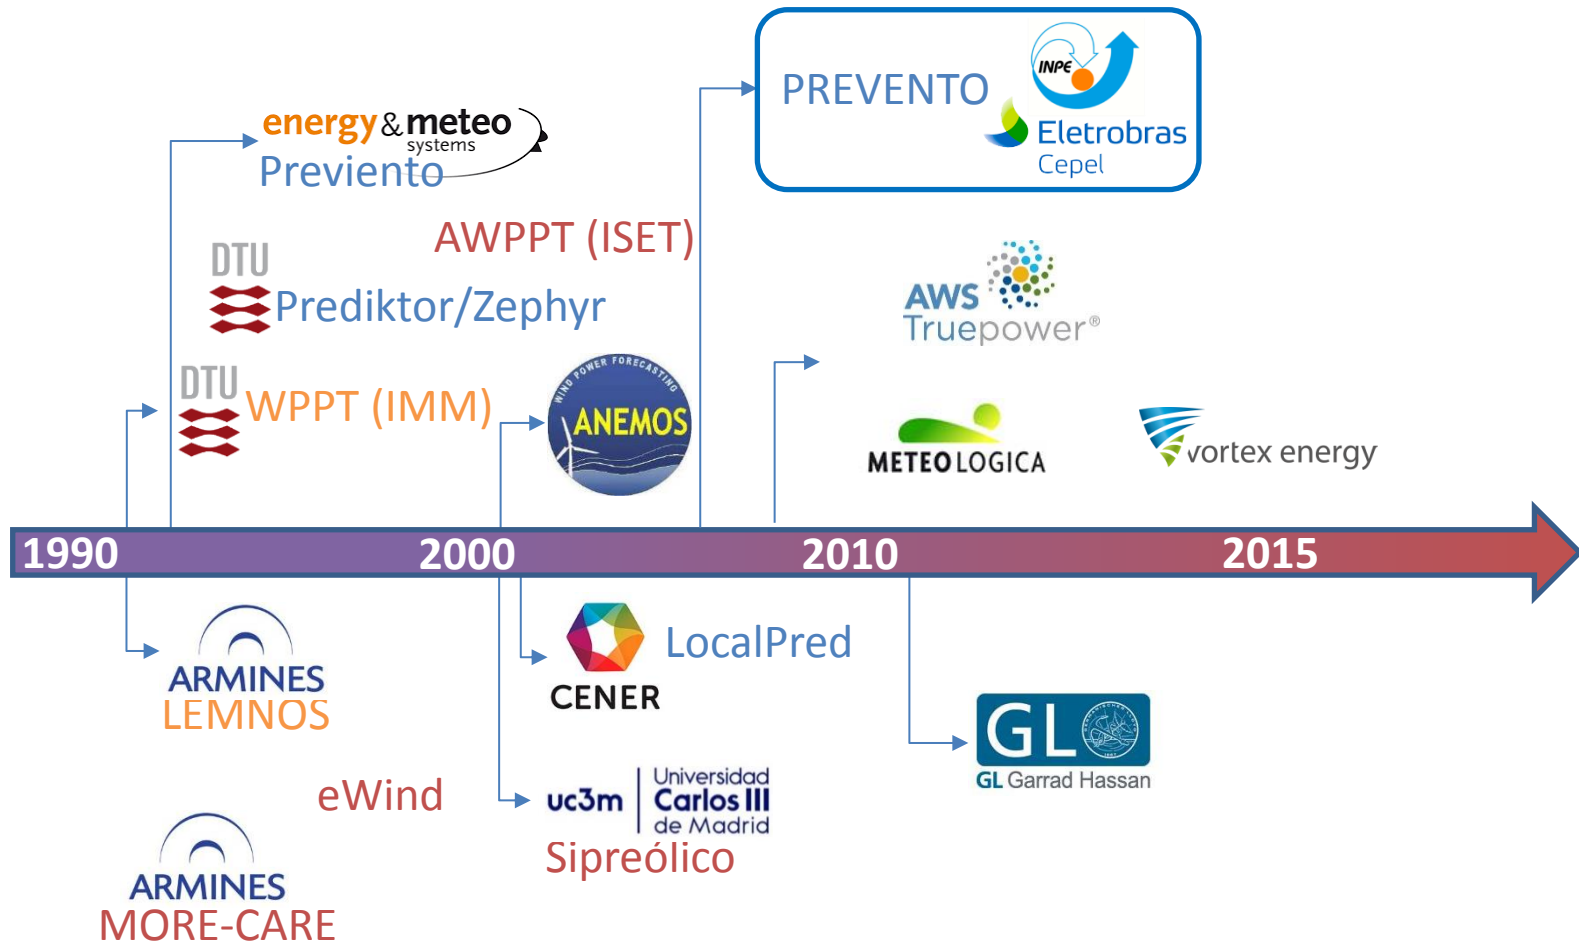 INPE
PREVENTO
Eletrobras
Cepel
energy & meteo
systems
Previento
AWPPT (ISET)
DTU
Prediktor/Zephyr
AWS
Truepower®
DTU
WPPT (IMM)
WIND POWER FORECASTING
ANEMOS
METEOLOGICA
vortex energy
1990
2000
2010
2015
ARMINES
LEMNOS
CENER
LocalPred
GL
GL Garrad Hassan
eWind
uc3m
Universidad
Carlos III
de Madrid
Sipreólico
ARMINES
MORE-CARE